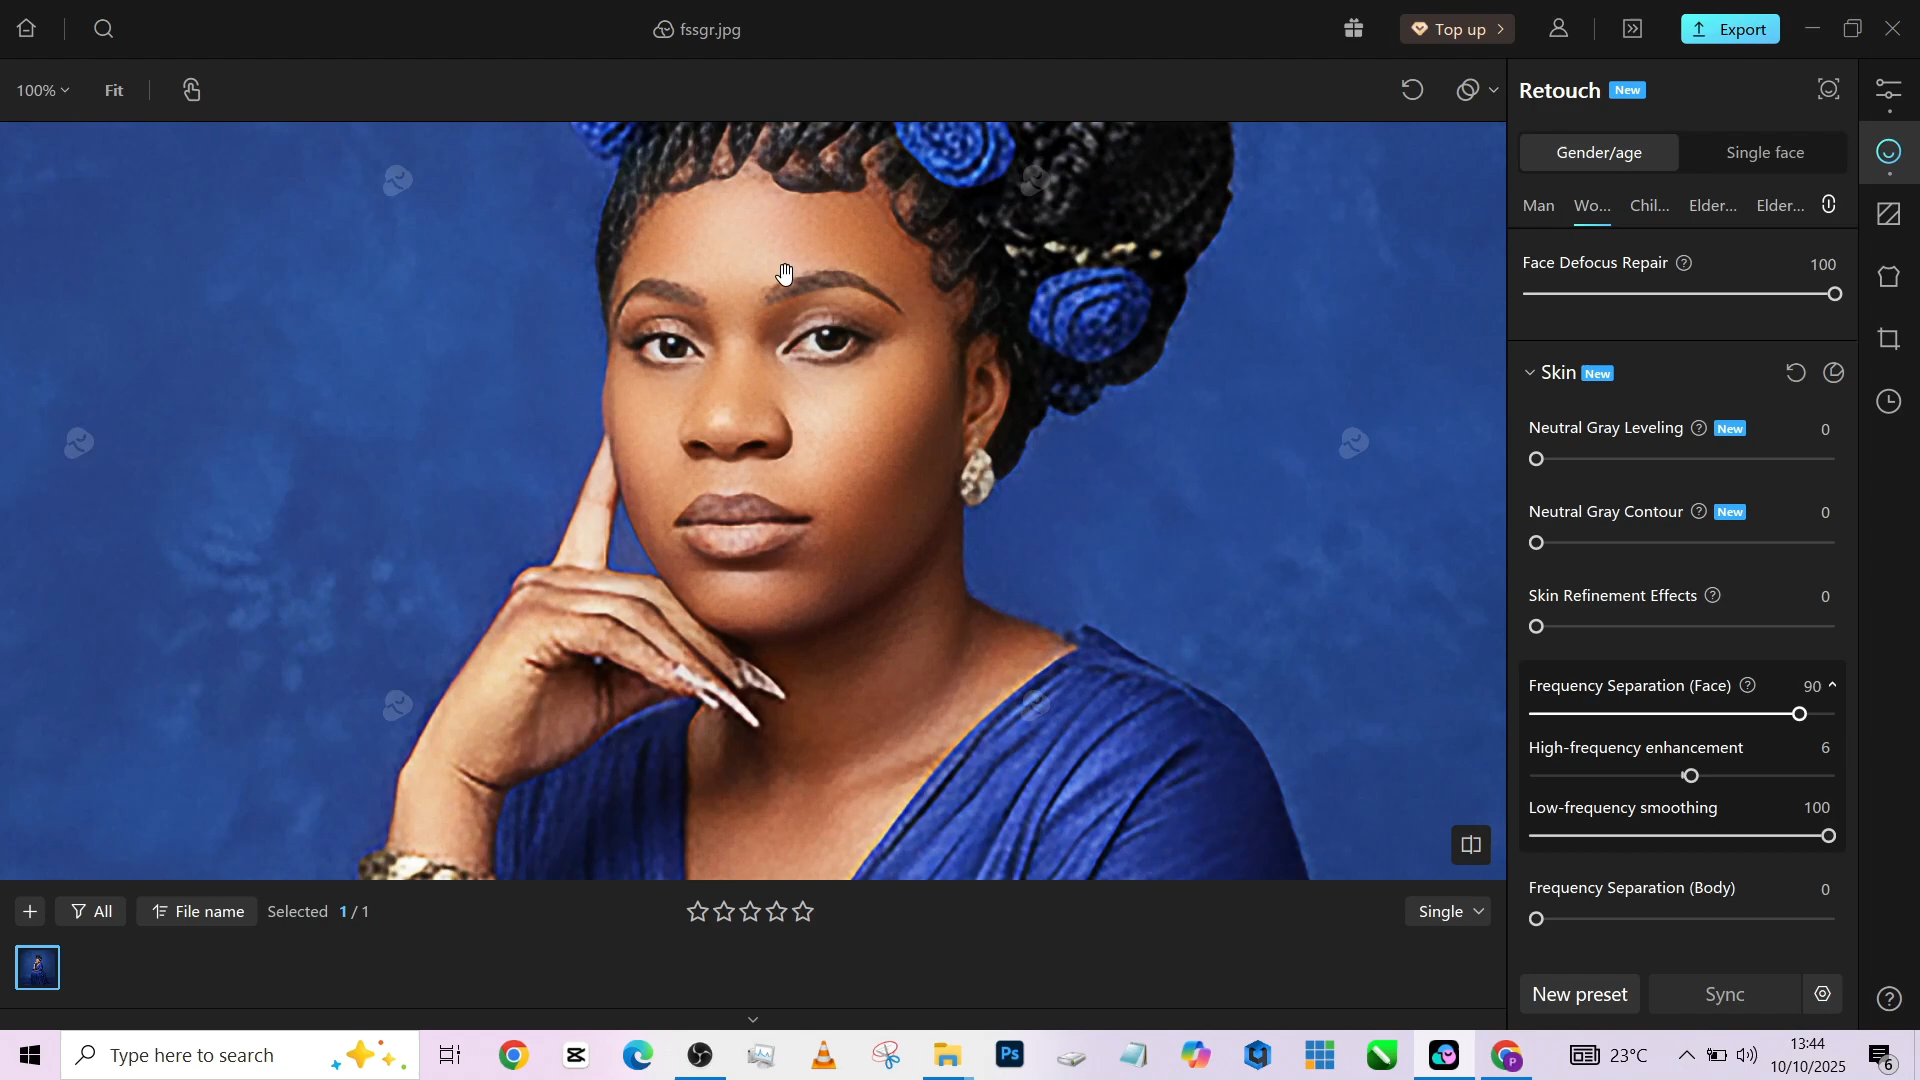 fssgr.jpg
Top up
Export
100%
Fit
Retouch New
Gender/age
Single face
Man Wo... Chil... Elder... Elder...
Face Defocus Repair 100
Skin New
Neutral Gray Leveling New 0
Neutral Gray Contour New 0
Skin Refinement Effects 0
Frequency Separation (Face) 90
High-frequency enhancement 6
Low-frequency smoothing 100
Frequency Separation (Body) 0
All
File name
Selected 1/1
Single
New preset
Sync
Type here to search
Ps
P
23°C
13:44
10/10/2025
6